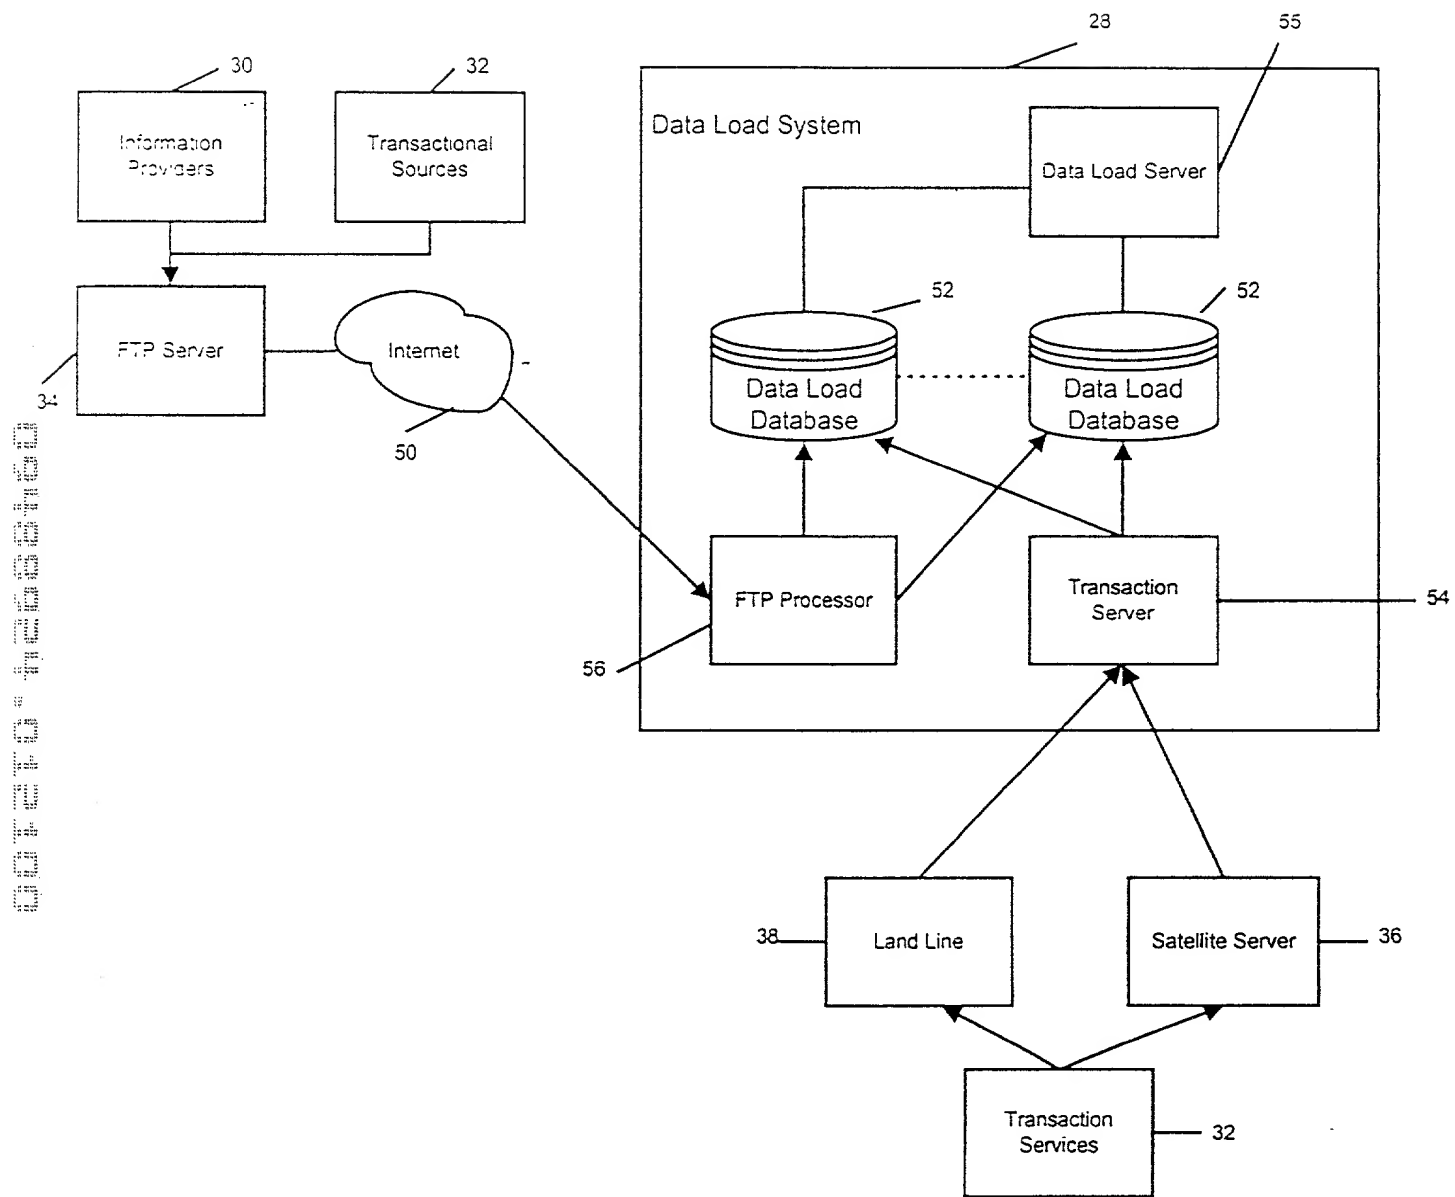 28
55
30
32
Information
Providers
Transactional
Sources
Data Load System
Data Load Server
FTP Server
34
Internet
50
52
52
Data Load
Database
Data Load
Database
FTP Processor
56
Transaction
Server
54
38
Land Line
Satellite Server
36
Transaction
Services
32